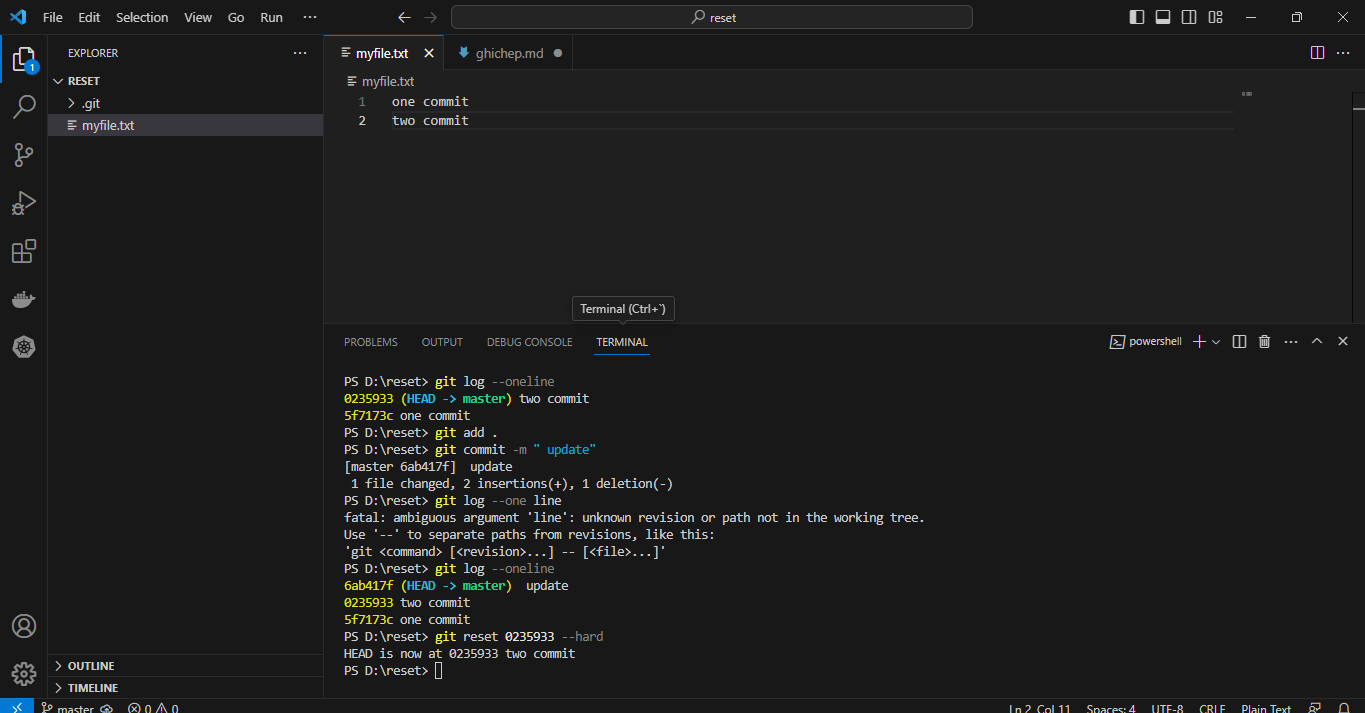 File Edit Selection View Go Run ··· reset
EXPLORER ···
RESET
.git
myfile.txt
OUTLINE
TIMELINE
1
myfile.txt ghichep.md
myfile.txt
1 one commit
2 two commit
Terminal (Ctrl+`)
PROBLEMS OUTPUT DEBUG CONSOLE TERMINAL powershell
PS D:\reset> git log --oneline
0235933 (HEAD -> master) two commit
5f7173c one commit
PS D:\reset> git add .
PS D:\reset> git commit -m " update"
[master 6ab417f]  update
 1 file changed, 2 insertions(+), 1 deletion(-)
PS D:\reset> git log --one line
fatal: ambiguous argument 'line': unknown revision or path not in the working tree.
Use '--' to separate paths from revisions, like this:
'git <command> [<revision>...] -- [<file>...]'
PS D:\reset> git log --oneline
6ab417f (HEAD -> master)  update
0235933 two commit
5f7173c one commit
PS D:\reset> git reset 0235933 --hard
HEAD is now at 0235933 two commit
PS D:\reset>
master 0 0 Ln 2, Col 11 Spaces: 4 UTF-8 CRLF Plain Text